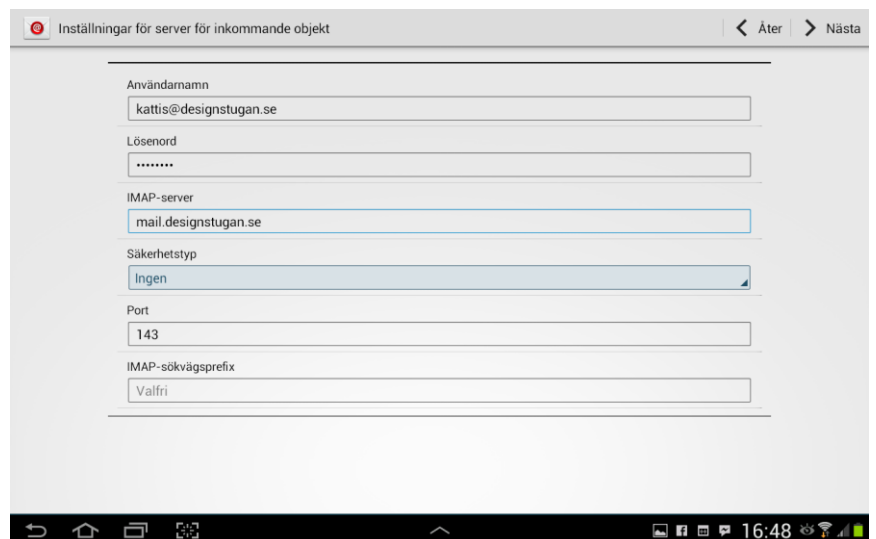 Inställningar för server för inkommande objekt
Åter
Nästa
Användarnamn
kattis@designstugan.se
Lösenord
••••••••
IMAP-server
mail.designstugan.se
Säkerhetstyp
Ingen
Port
143
IMAP-sökvägsprefix
Valfri
16:48